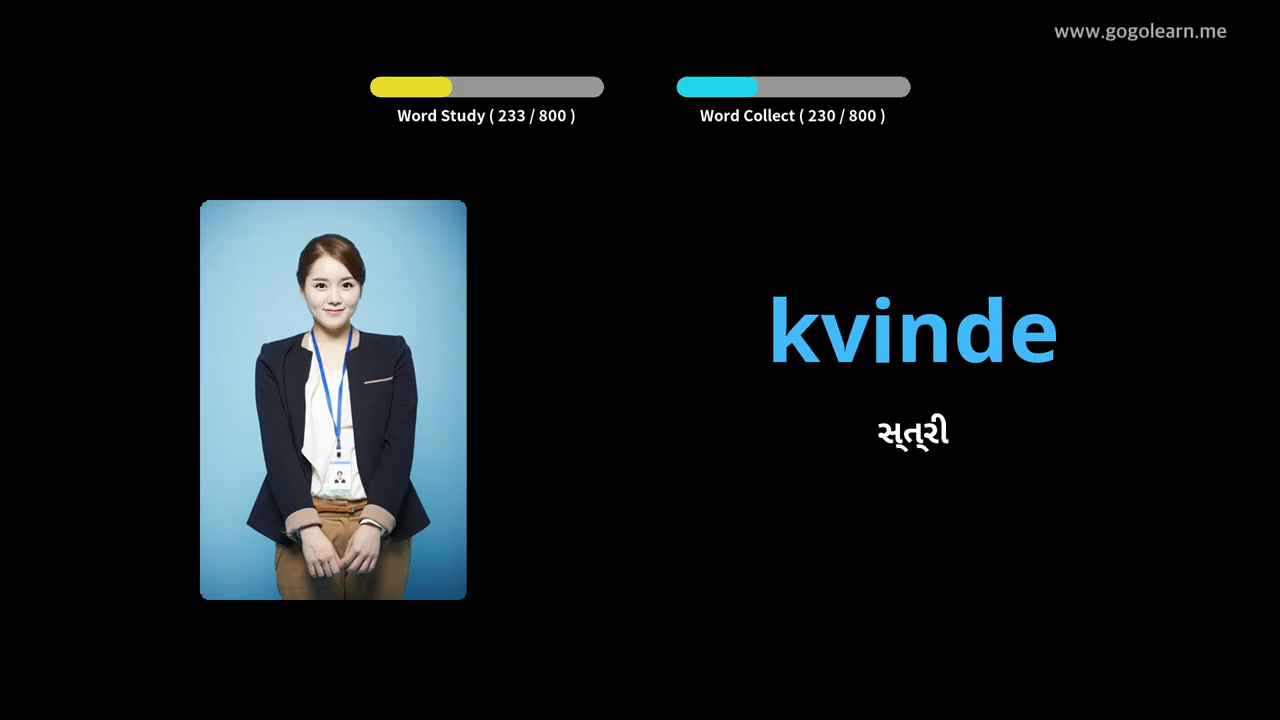 www.gogolearn.me
Word Study ( 233 / 800 )
Word Collect ( 230 / 800 )
kvinde
સ્ત્રી